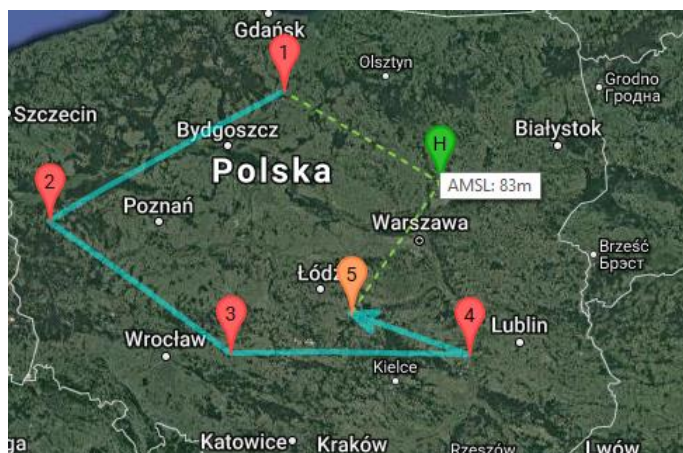 Gdańsk
1
Olsztyn
Grodno
Гродна
Szczecin
Bydgoszcz
H
Białystok
Polska
AMSL: 83m
2
Poznań
Warszawa
Brześć
Брэст
Łódź
5
3
4
Wrocław
Lublin
Kielce
Katowice
Kraków
Rzeszów
Lwów
ga